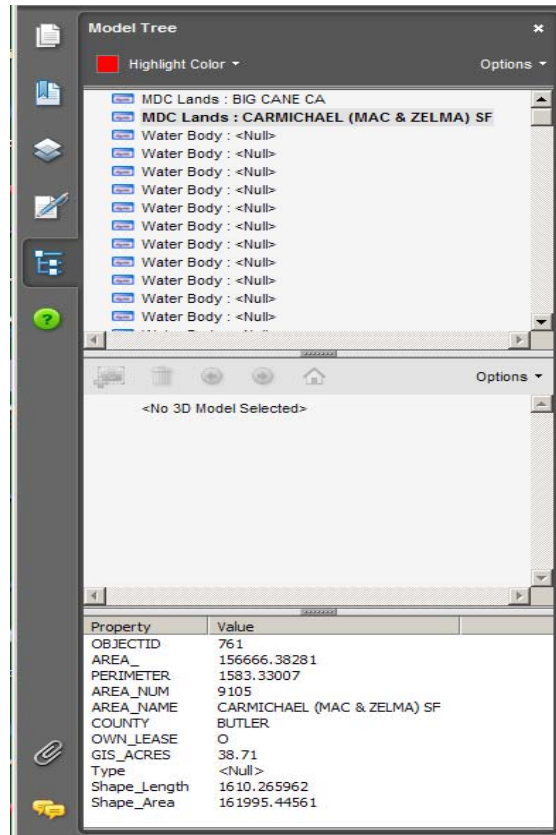 Model Tree
Highlight Color
Options
MDC Lands : BIG CANE CA
MDC Lands : CARMICHAEL (MAC & ZELMA) SF
Water Body : <Null>
Water Body : <Null>
Water Body : <Null>
Water Body : <Null>
Water Body : <Null>
Water Body : <Null>
Water Body : <Null>
Water Body : <Null>
Water Body : <Null>
Water Body : <Null>
Water Body : <Null>
Options
<No 3D Model Selected>
Property Value
OBJECTID 761
AREA_ 156666.38281
PERIMETER 1583.33007
AREA_NUM 9105
AREA_NAME CARMICHAEL (MAC & ZELMA) SF
COUNTY BUTLER
OWN_LEASE O
GIS_ACRES 38.71
Type <Null>
Shape_Length 1610.265962
Shape_Area 161995.44561